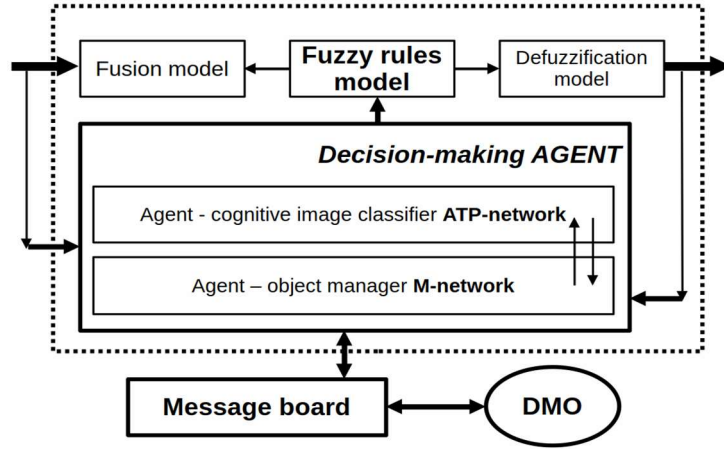 Fusion model
Fuzzy rules
model
Defuzzification
model
Decision-making AGENT
Agent - cognitive image classifier ATP-network
Agent – object manager M-network
Message board
DMO